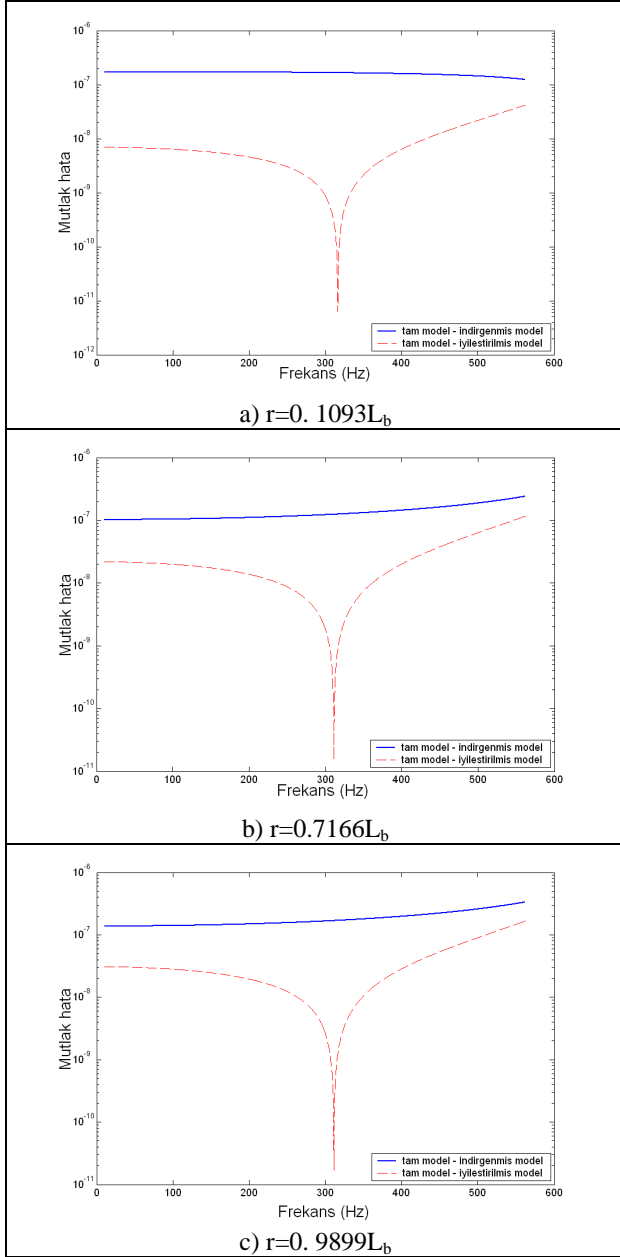 10^-6
10^-7
10^-8
10^-9
10^-10
10^-11
10^-12
Mutlak hata
0 100 200 300 400 500 600
Frekans (Hz)
tam model - indirgenmis model
tam model - iyilestirilmis model
a) r=0. 1093L_b
10^-6
10^-7
10^-8
10^-9
10^-10
10^-11
Mutlak hata
0 100 200 300 400 500 600
Frekans (Hz)
tam model - indirgenmis model
tam model - iyilestirilmis model
b) r=0.7166L_b
10^-6
10^-7
10^-8
10^-9
10^-10
10^-11
Mutlak hata
0 100 200 300 400 500 600
Frekans (Hz)
tam model - indirgenmis model
tam model - iyilestirilmis model
c) r=0. 9899L_b